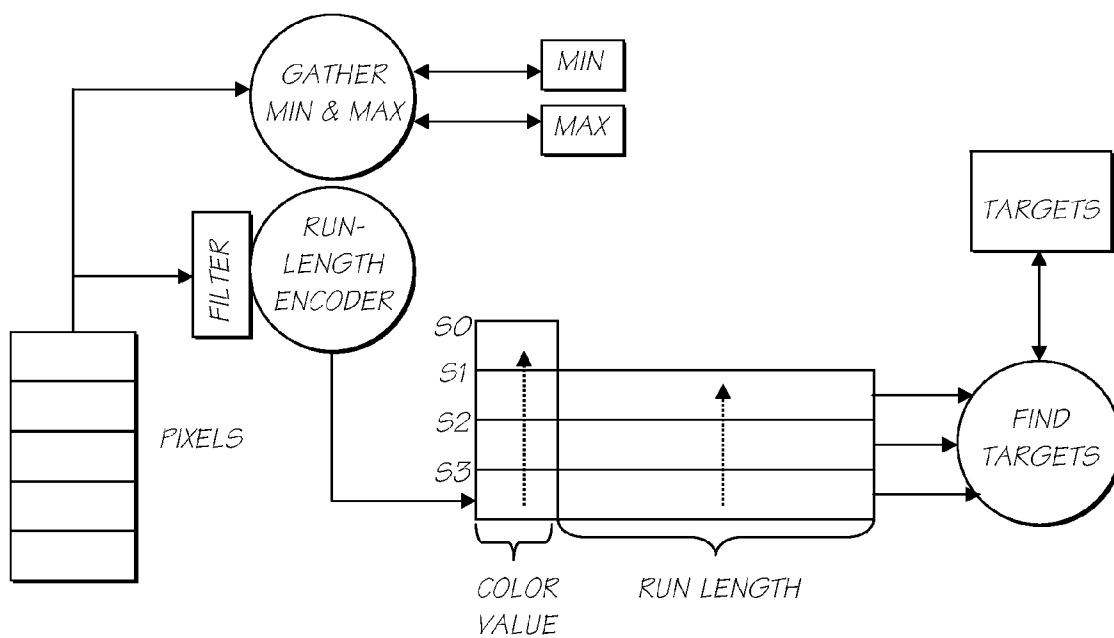 GATHER
MIN & MAX
MIN
MAX
FILTER
RUN-
LENGTH
ENCODER
TARGETS
PIXELS
S0
S1
S2
S3
FIND
TARGETS
COLOR
VALUE
RUN LENGTH